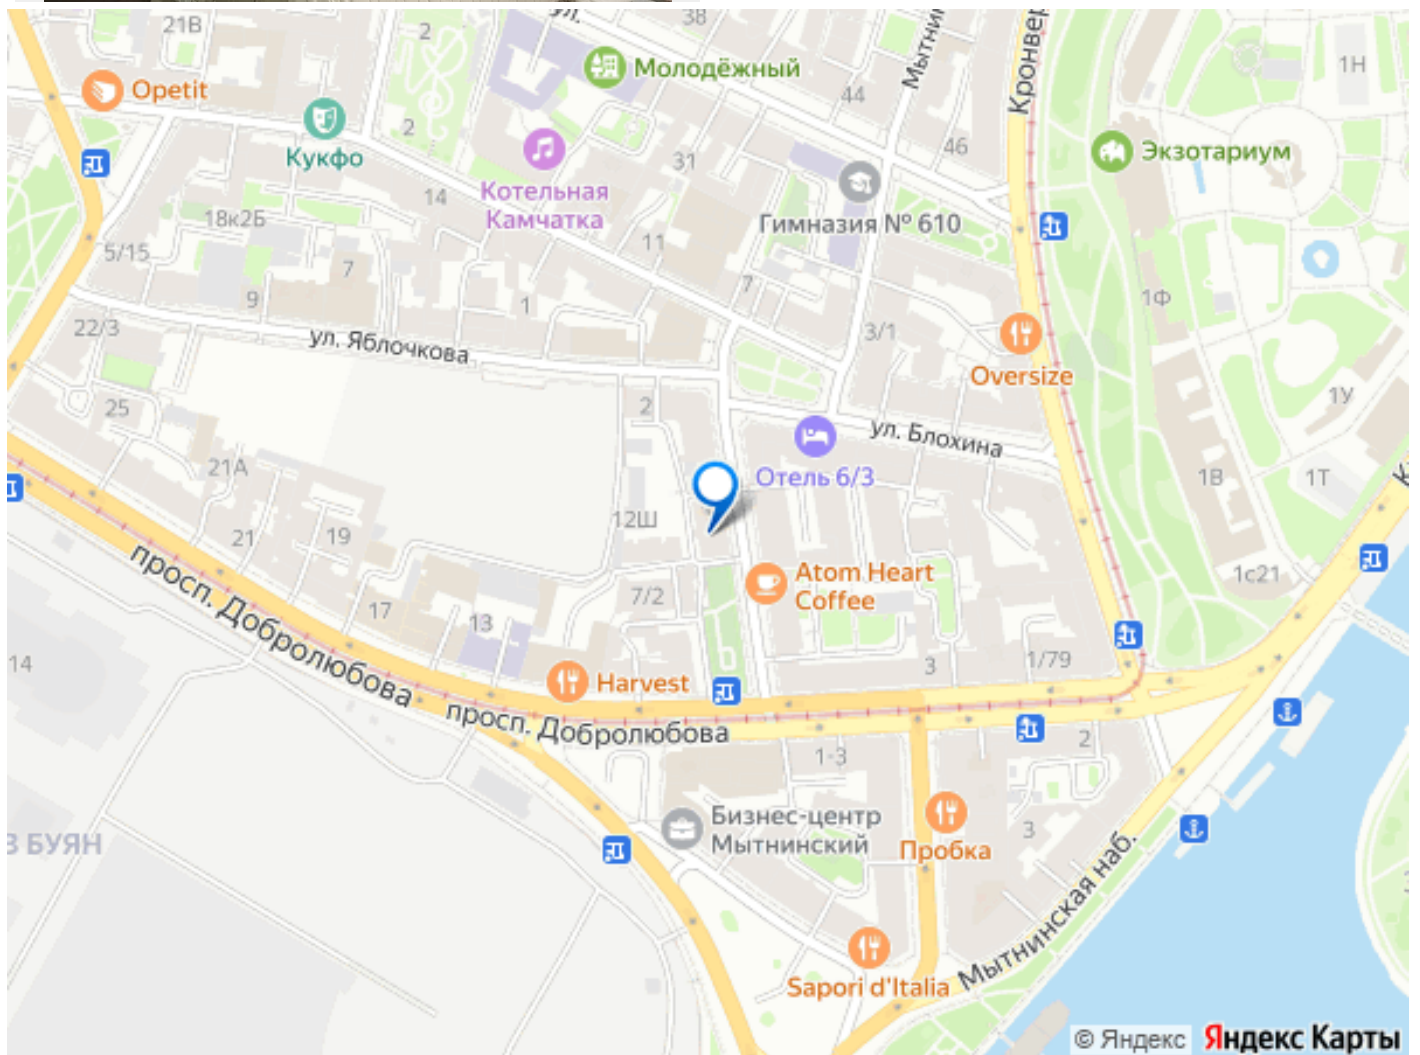 21В
2
ул.
38
Мытни
Кронвер
1Н
Молодёжный
Opetit
44
2
Кукфо
46
Экзотариум
31
Котельная
Камчатка
14
Гимназия № 610
18к2Б
11
5/15
7
7
1Ф
9
1
22/3
ул. Яблочкова
3/1
Oversize
1У
25
2
ул. Блохина
21А
Отель 6/3
1В
1Т
К
12Ш
21
19
Atom Heart
Coffee
1с21
просп. Добролюбова
17
7/2
13
14
3
1/79
Harvest
просп. Добролюбова
2
1-3
Бизнес-центр
Мытнинский
3
З БУЯН
Пробка
Мытнинская наб.
Sapori d'Italia
© Яндекс Яндекс Карты